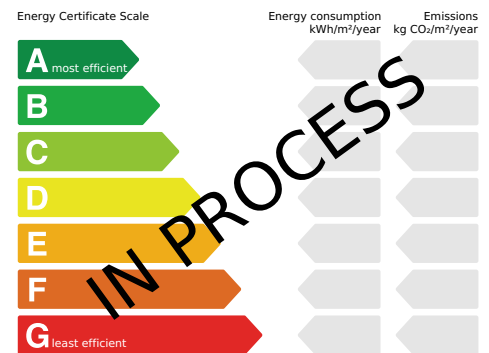 Energy Certificate Scale
Energy consumption
kWh/m²/year
Emissions
kg CO₂/m²/year
A most efficient
B
C
D
E
F
G least efficient
IN PROCESS